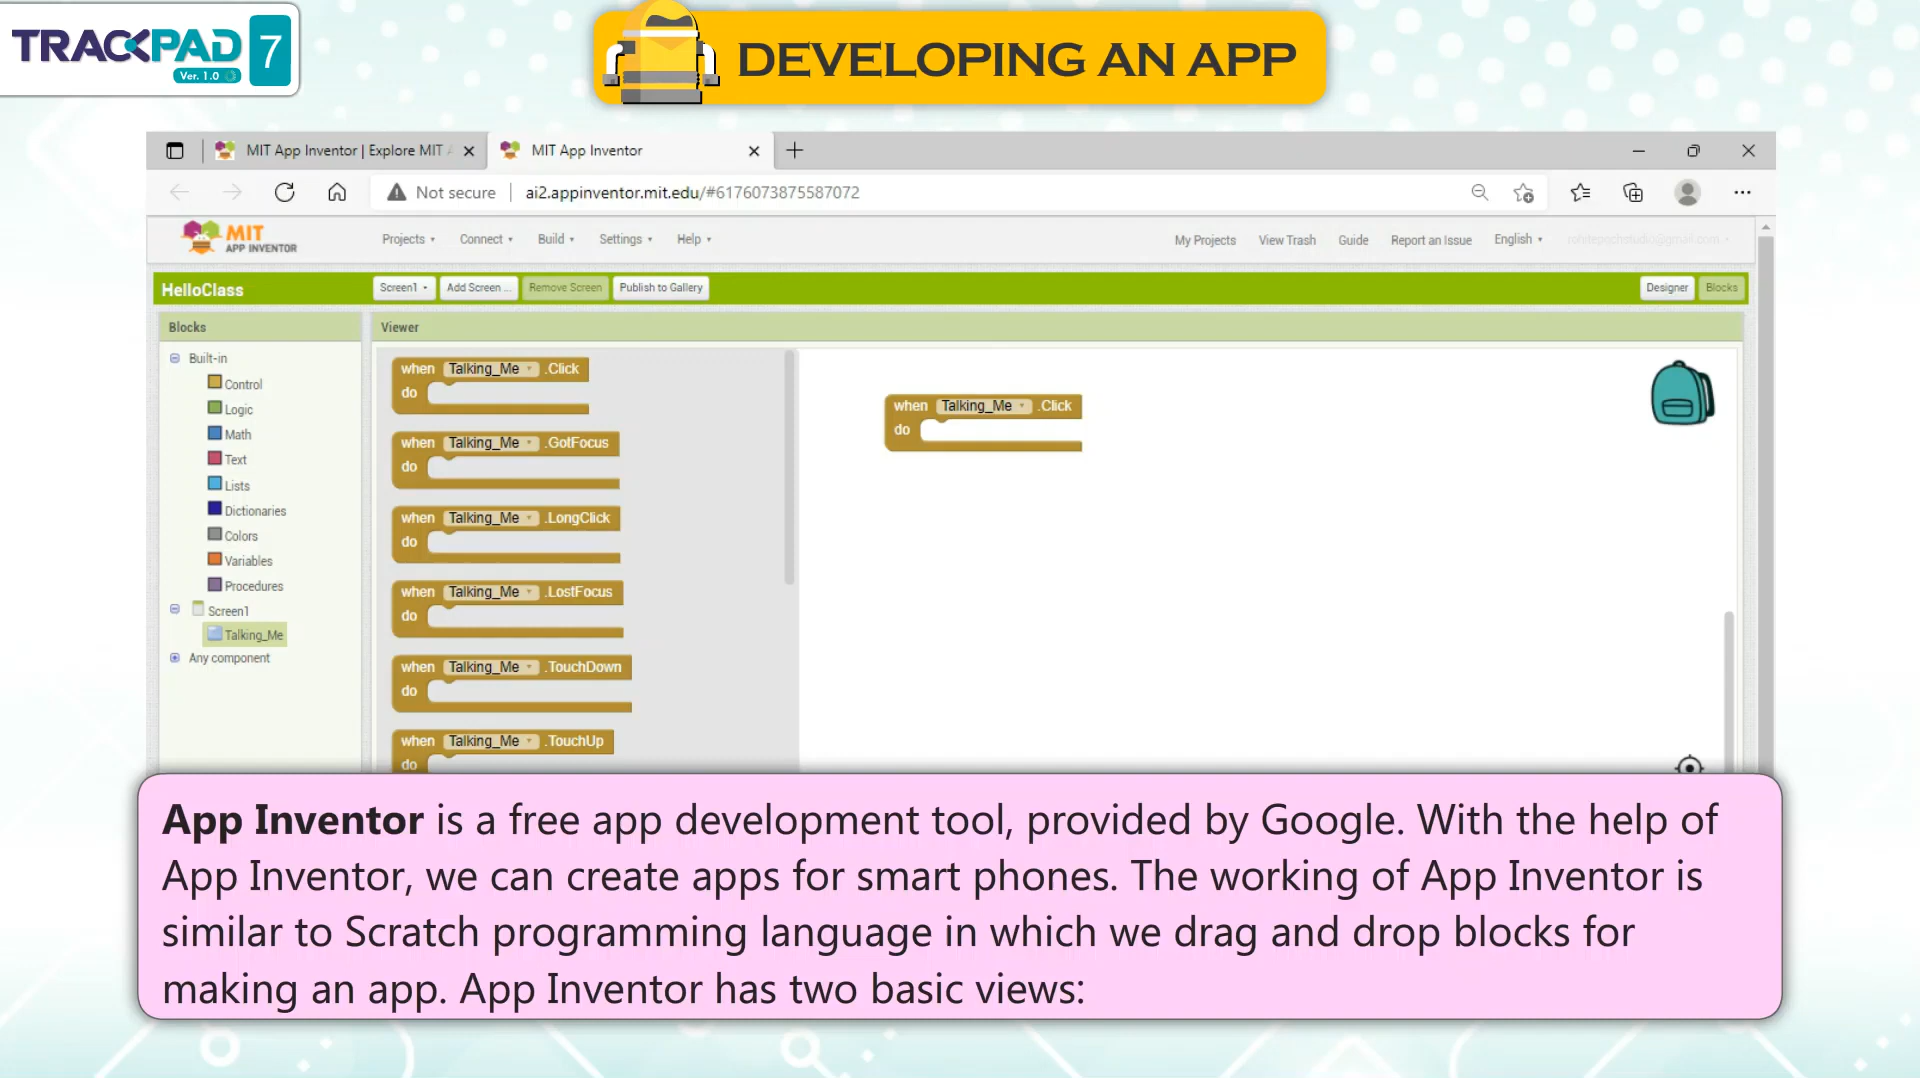 TRACKPAD 7
Ver. 1.0
DEVELOPING AN APP
MIT App Inventor | Explore MIT
MIT App Inventor
Not secure
ai2.appinventor.mit.edu/#6176073875587072
MIT
APP INVENTOR
Projects
Connect
Build
Settings
Help
My Projects
View Trash
Guide
Report an Issue
English
HelloClass
Screen1
Add Screen ...
Remove Screen
Publish to Gallery
Designer
Blocks
Blocks
Built-in
Control
Logic
Math
Text
Lists
Dictionaries
Colors
Variables
Procedures
Screen1
Talking_Me
Any component
Viewer
when Talking_Me .Click
do
when Talking_Me .GotFocus
do
when Talking_Me .LongClick
do
when Talking_Me .LostFocus
do
when Talking_Me .TouchDown
do
when Talking_Me .TouchUp
do
when Talking_Me .Click
do
App Inventor is a free app development tool, provided by Google. With the help of
App Inventor, we can create apps for smart phones. The working of App Inventor is
similar to Scratch programming language in which we drag and drop blocks for
making an app. App Inventor has two basic views: